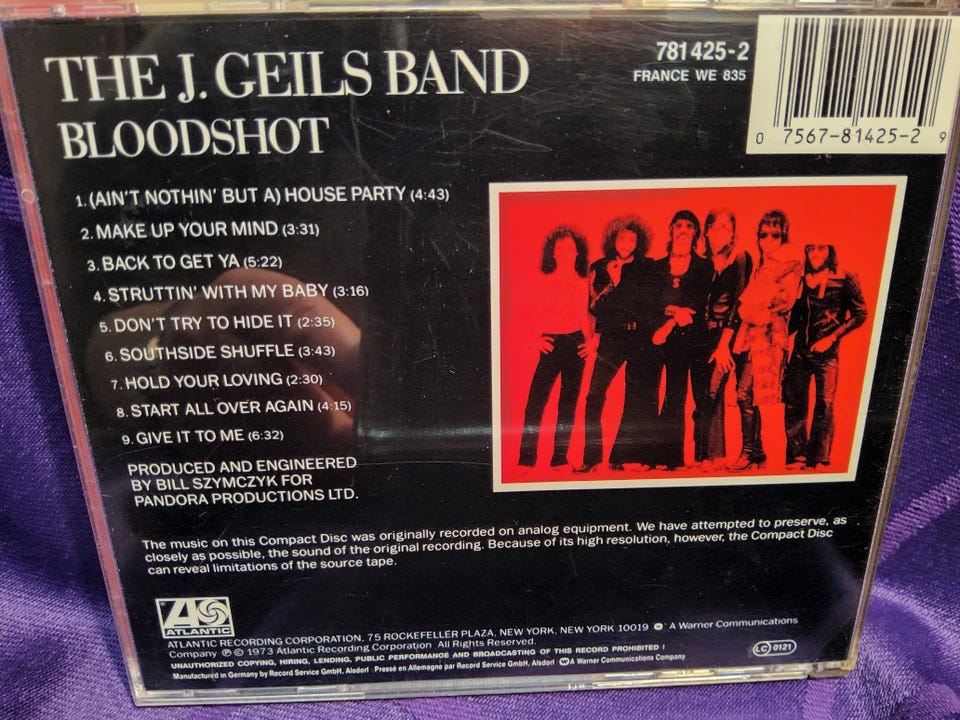 THE J. GEILS BAND
BLOODSHOT
781 425-2
FRANCE WE 835
0 7567-81425-2 9
1. (AIN'T NOTHIN' BUT A) HOUSE PARTY (4:43)
2. MAKE UP YOUR MIND (3:31)
3. BACK TO GET YA (5:22)
4. STRUTTIN' WITH MY BABY (3:16)
5. DON'T TRY TO HIDE IT (2:35)
6. SOUTHSIDE SHUFFLE (3:43)
7. HOLD YOUR LOVING (2:30)
8. START ALL OVER AGAIN (4:15)
9. GIVE IT TO ME (6:32)
PRODUCED AND ENGINEERED
BY BILL SZYMCZYK FOR
PANDORA PRODUCTIONS LTD.
The music on this Compact Disc was originally recorded on analog equipment. We have attempted to preserve, as
closely as possible, the sound of the original recording. Because of its high resolution, however, the Compact Disc
can reveal limitations of the source tape.
ATLANTIC
ATLANTIC RECORDING CORPORATION, 75 ROCKEFELLER PLAZA, NEW YORK, NEW YORK 10019 A Warner Communications
Company ℗ © 1973 Atlantic Recording Corporation All Rights Reserved.
UNAUTHORIZED COPYING, HIRING, LENDING, PUBLIC PERFORMANCE AND BROADCASTING OF THIS RECORD PROHIBITED !
Manufactured in Germany by Record Service GmbH, Alsdorf · Pressé en Allemagne par Record Service GmbH, Alsdorf A Warner Communications Company
LC 0121